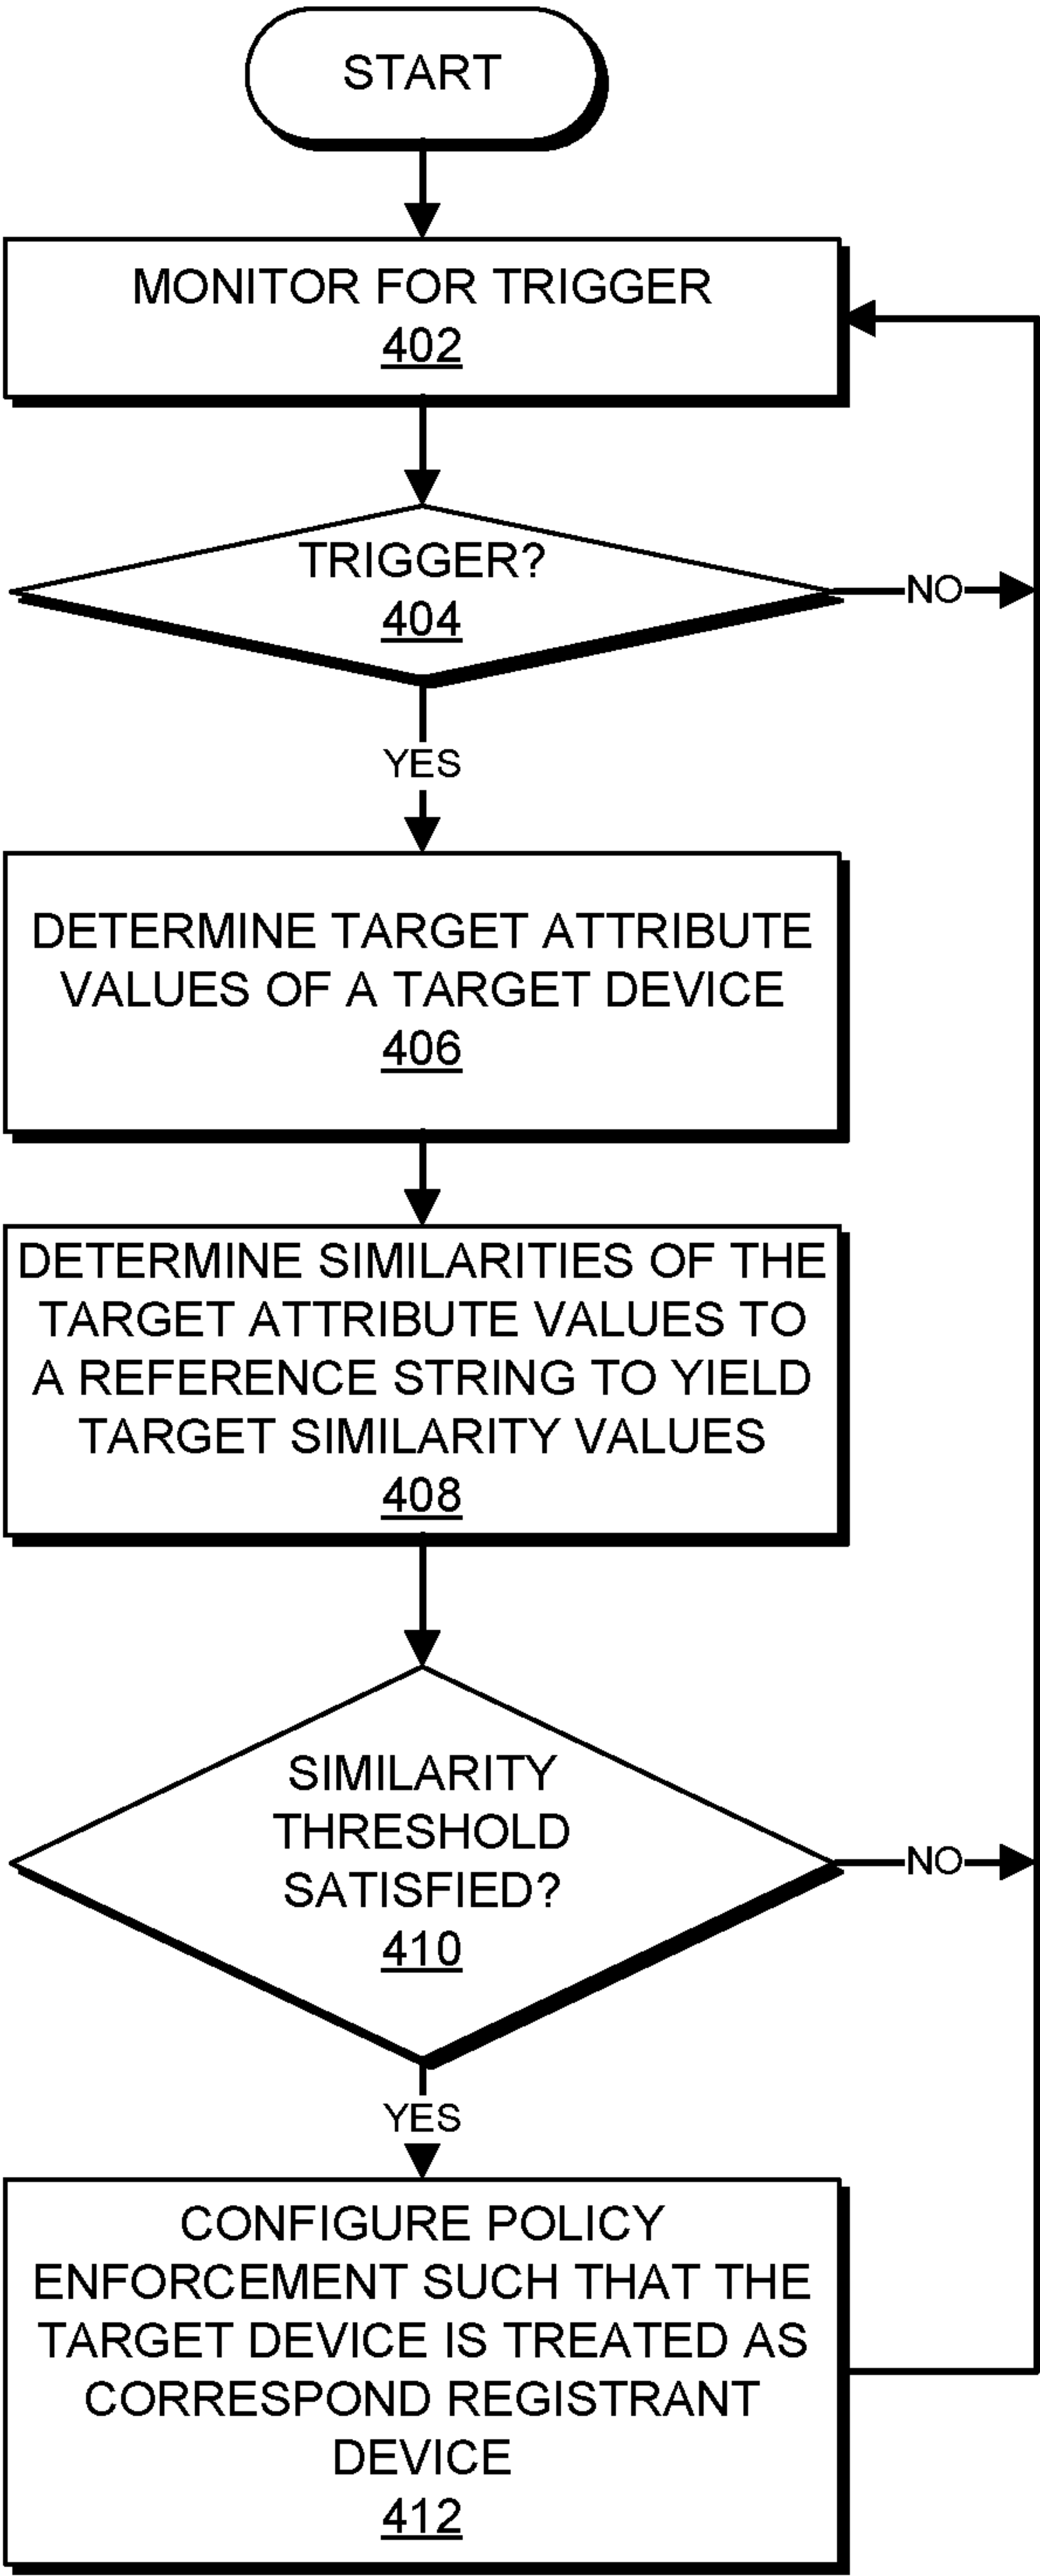 START
MONITOR FOR TRIGGER
402
TRIGGER?
404
NO
YES
DETERMINE TARGET ATTRIBUTE
VALUES OF A TARGET DEVICE
406
DETERMINE SIMILARITIES OF THE
TARGET ATTRIBUTE VALUES TO
A REFERENCE STRING TO YIELD
TARGET SIMILARITY VALUES
408
SIMILARITY
THRESHOLD
SATISFIED?
410
NO
YES
CONFIGURE POLICY
ENFORCEMENT SUCH THAT THE
TARGET DEVICE IS TREATED AS
CORRESPOND REGISTRANT
DEVICE
412